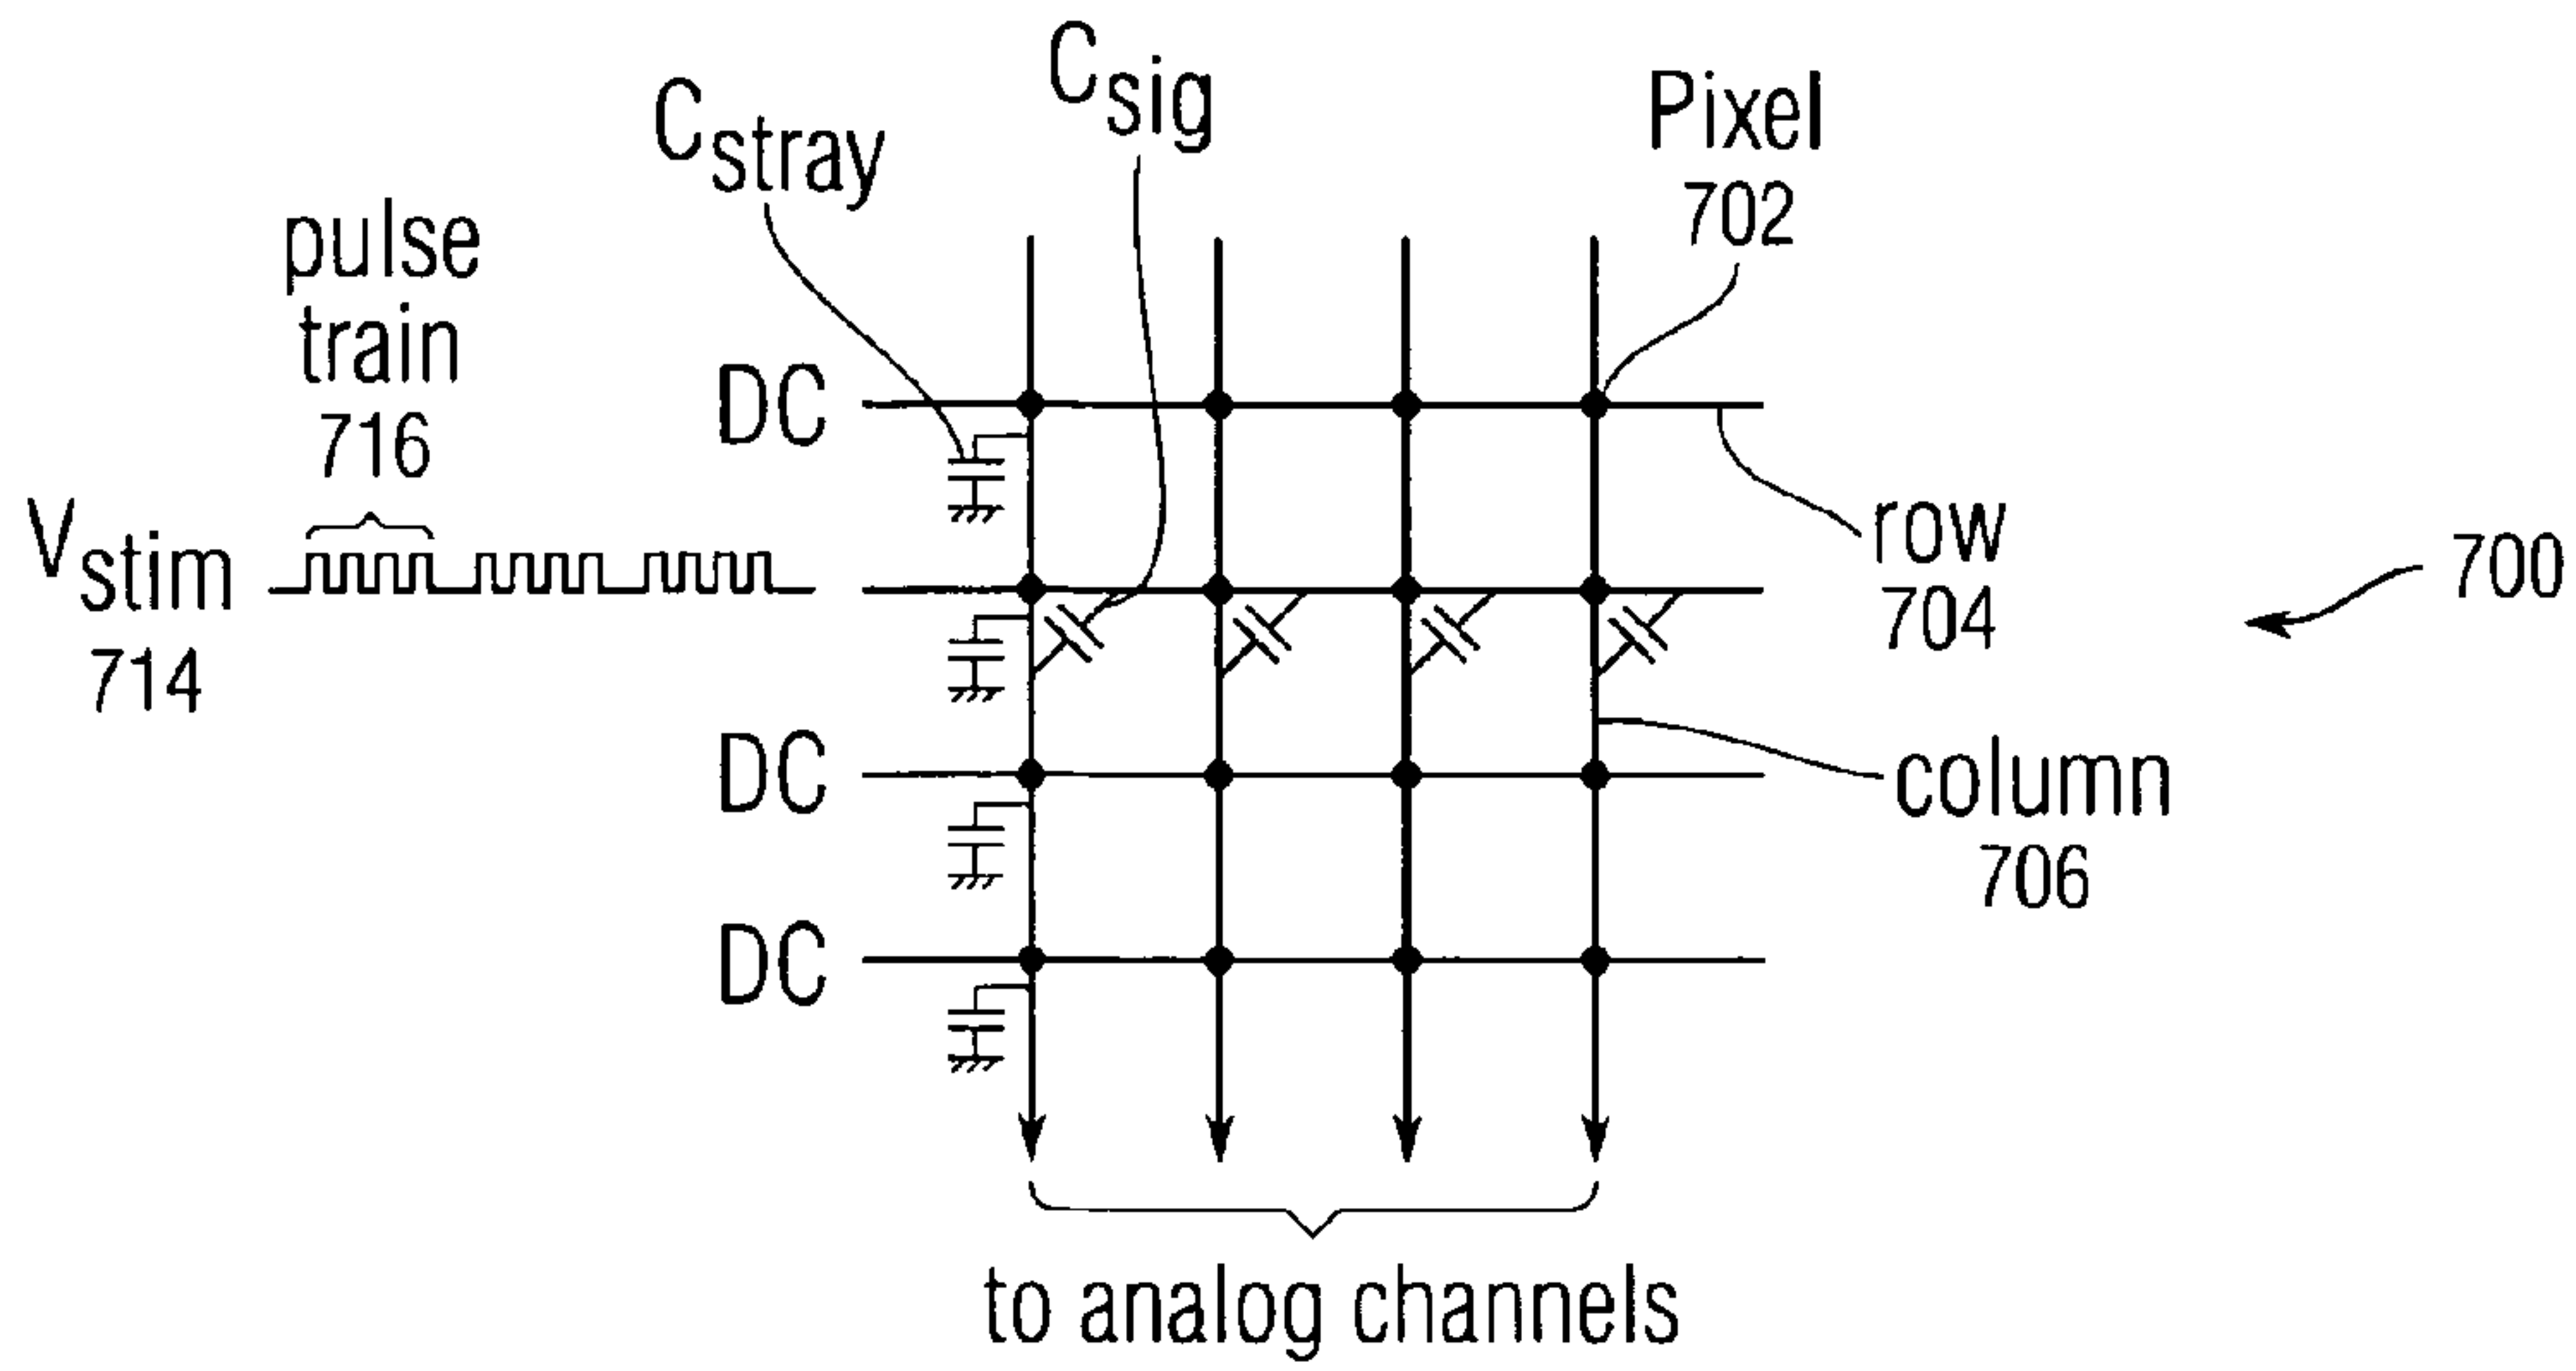 Csig
Cstray
Pixel
702
pulse
train
716
DC
Vstim
714
row
704
700
DC
column
706
DC
to analog channels